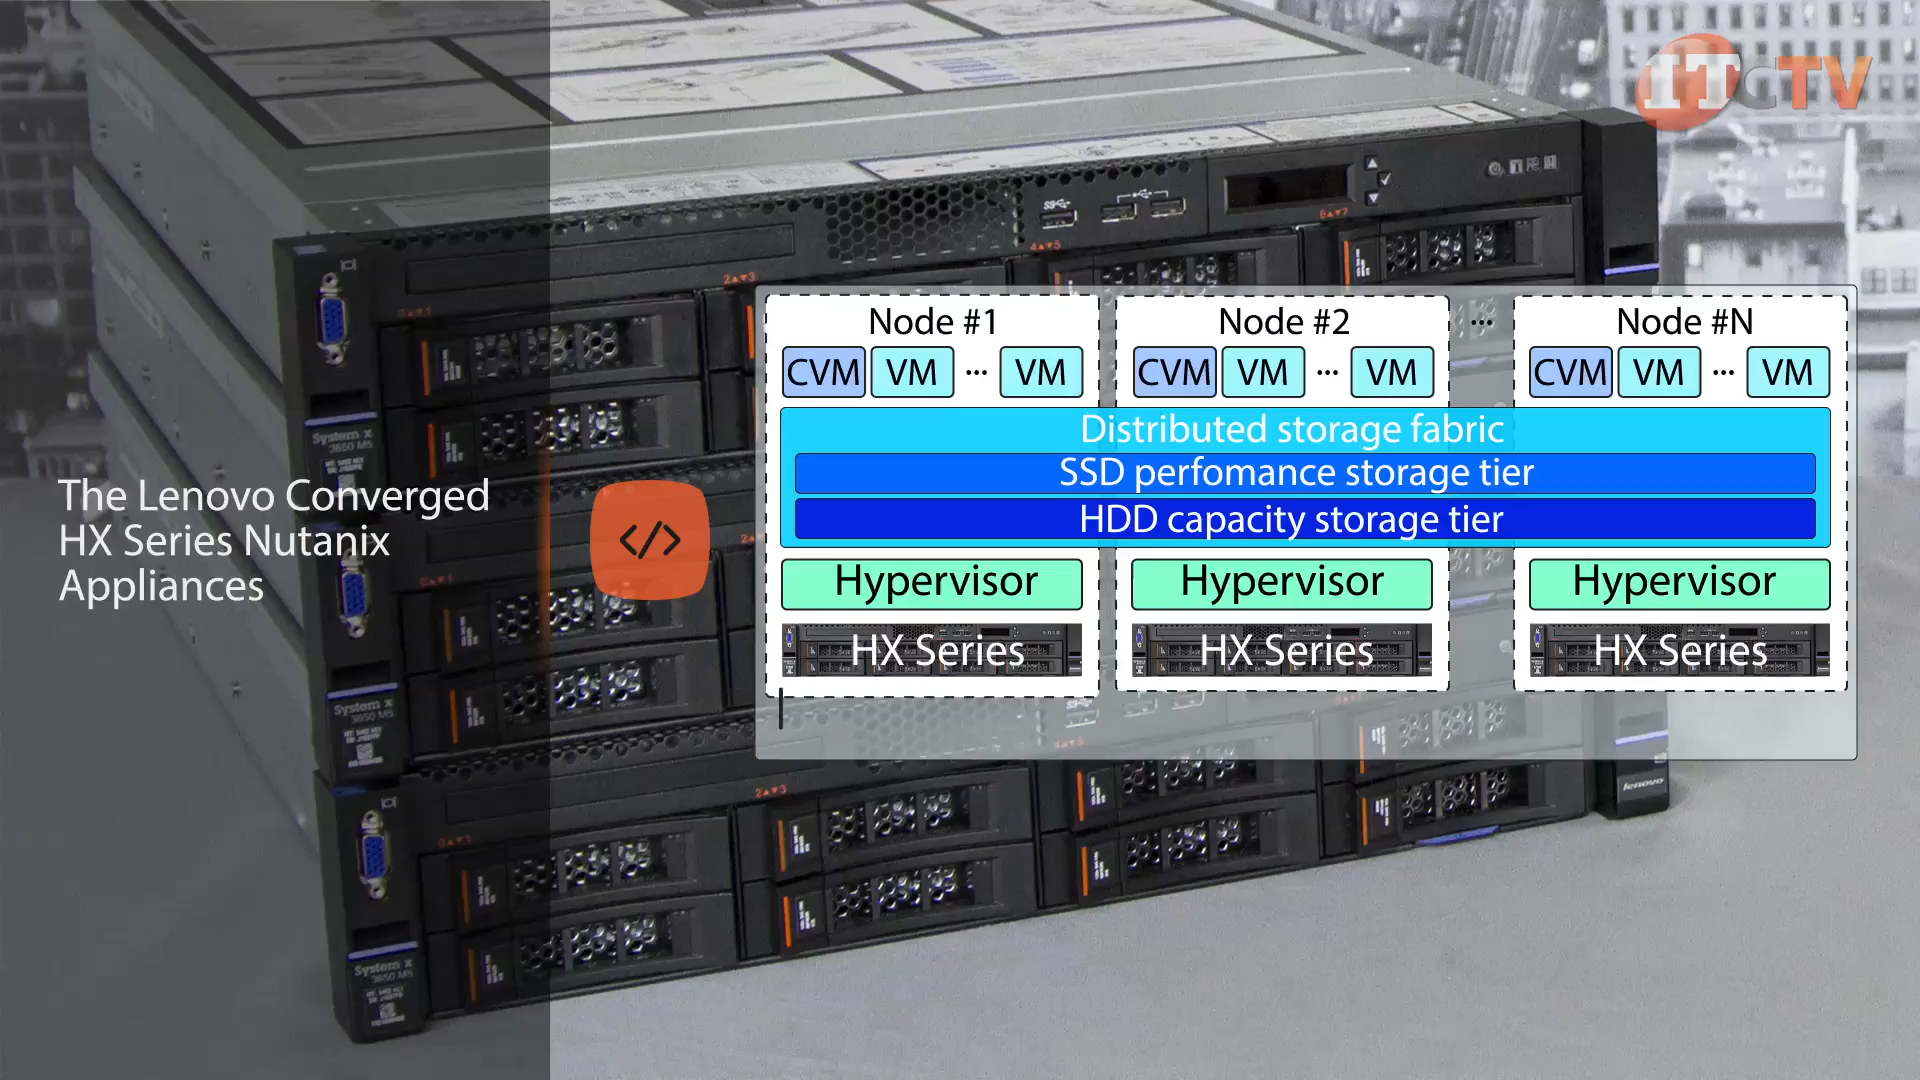 ITcTV
The Lenovo Converged
HX Series Nutanix
Appliances
</>
Node #1
CVM VM ... VM
Node #2
CVM VM ... VM
...
Node #N
CVM VM ... VM
Distributed storage fabric
SSD perfomance storage tier
HDD capacity storage tier
Hypervisor
Hypervisor
Hypervisor
HX Series
HX Series
HX Series
System x
3650 M5
System x
3650 M5
System x
3650 M5
lenovo